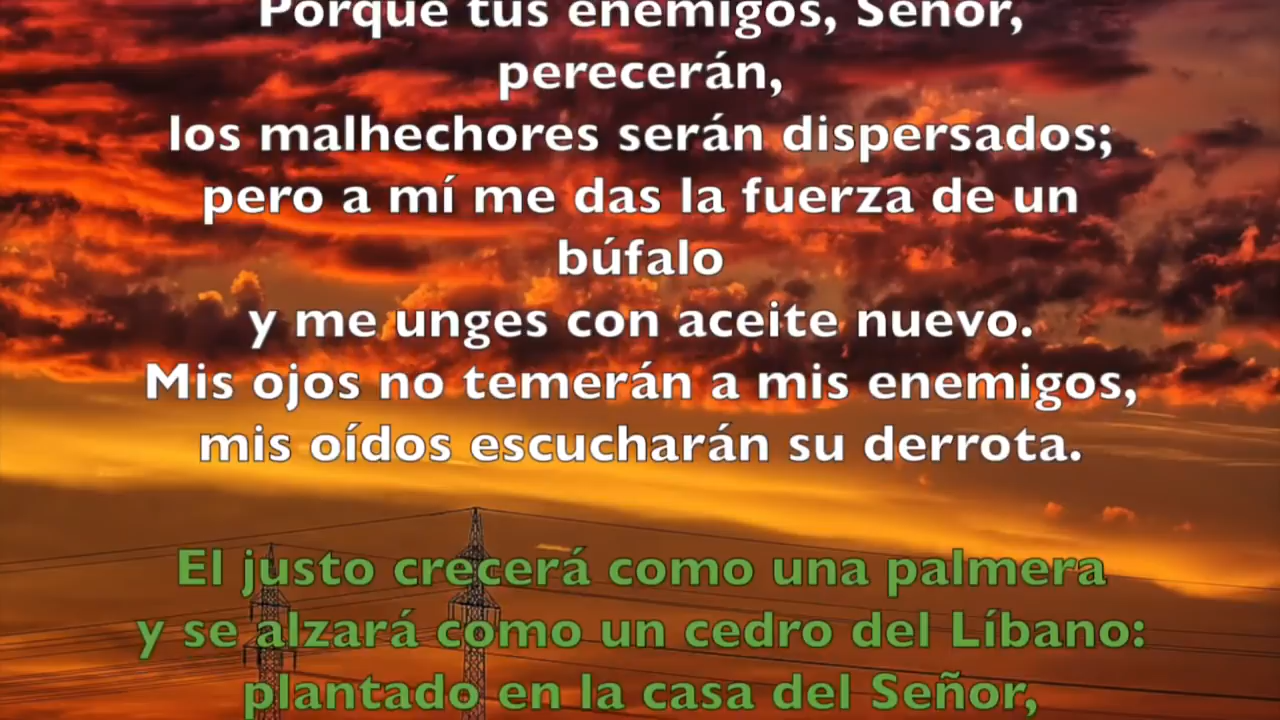 Porque tus enemigos, Señor,
perecerán,
los malhechores serán dispersados;
pero a mí me das la fuerza de un
búfalo
y me unges con aceite nuevo.
Mis ojos no temerán a mis enemigos,
mis oídos escucharán su derrota.
El justo crecerá como una palmera
y se alzará como un cedro del Líbano:
plantado en la casa del Señor,